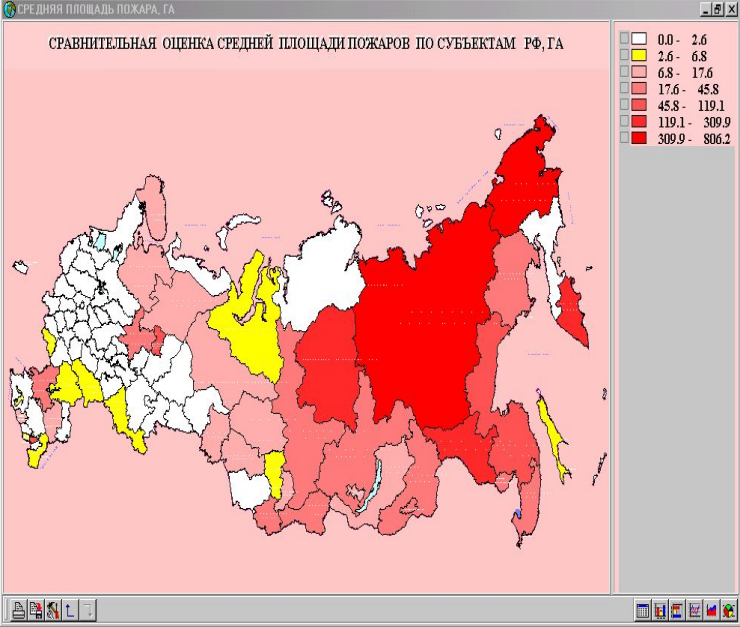 СРЕДНЯЯ ПЛОЩАДЬ ПОЖАРА, ГА
СРАВНИТЕЛЬНАЯ ОЦЕНКА СРЕДНЕЙ ПЛОЩАДИ ПОЖАРОВ ПО СУБЪЕКТАМ РФ, ГА
0.0 - 2.6
2.6 - 6.8
6.8 - 17.6
17.6 - 45.8
45.8 - 119.1
119.1 - 309.9
309.9 - 806.2